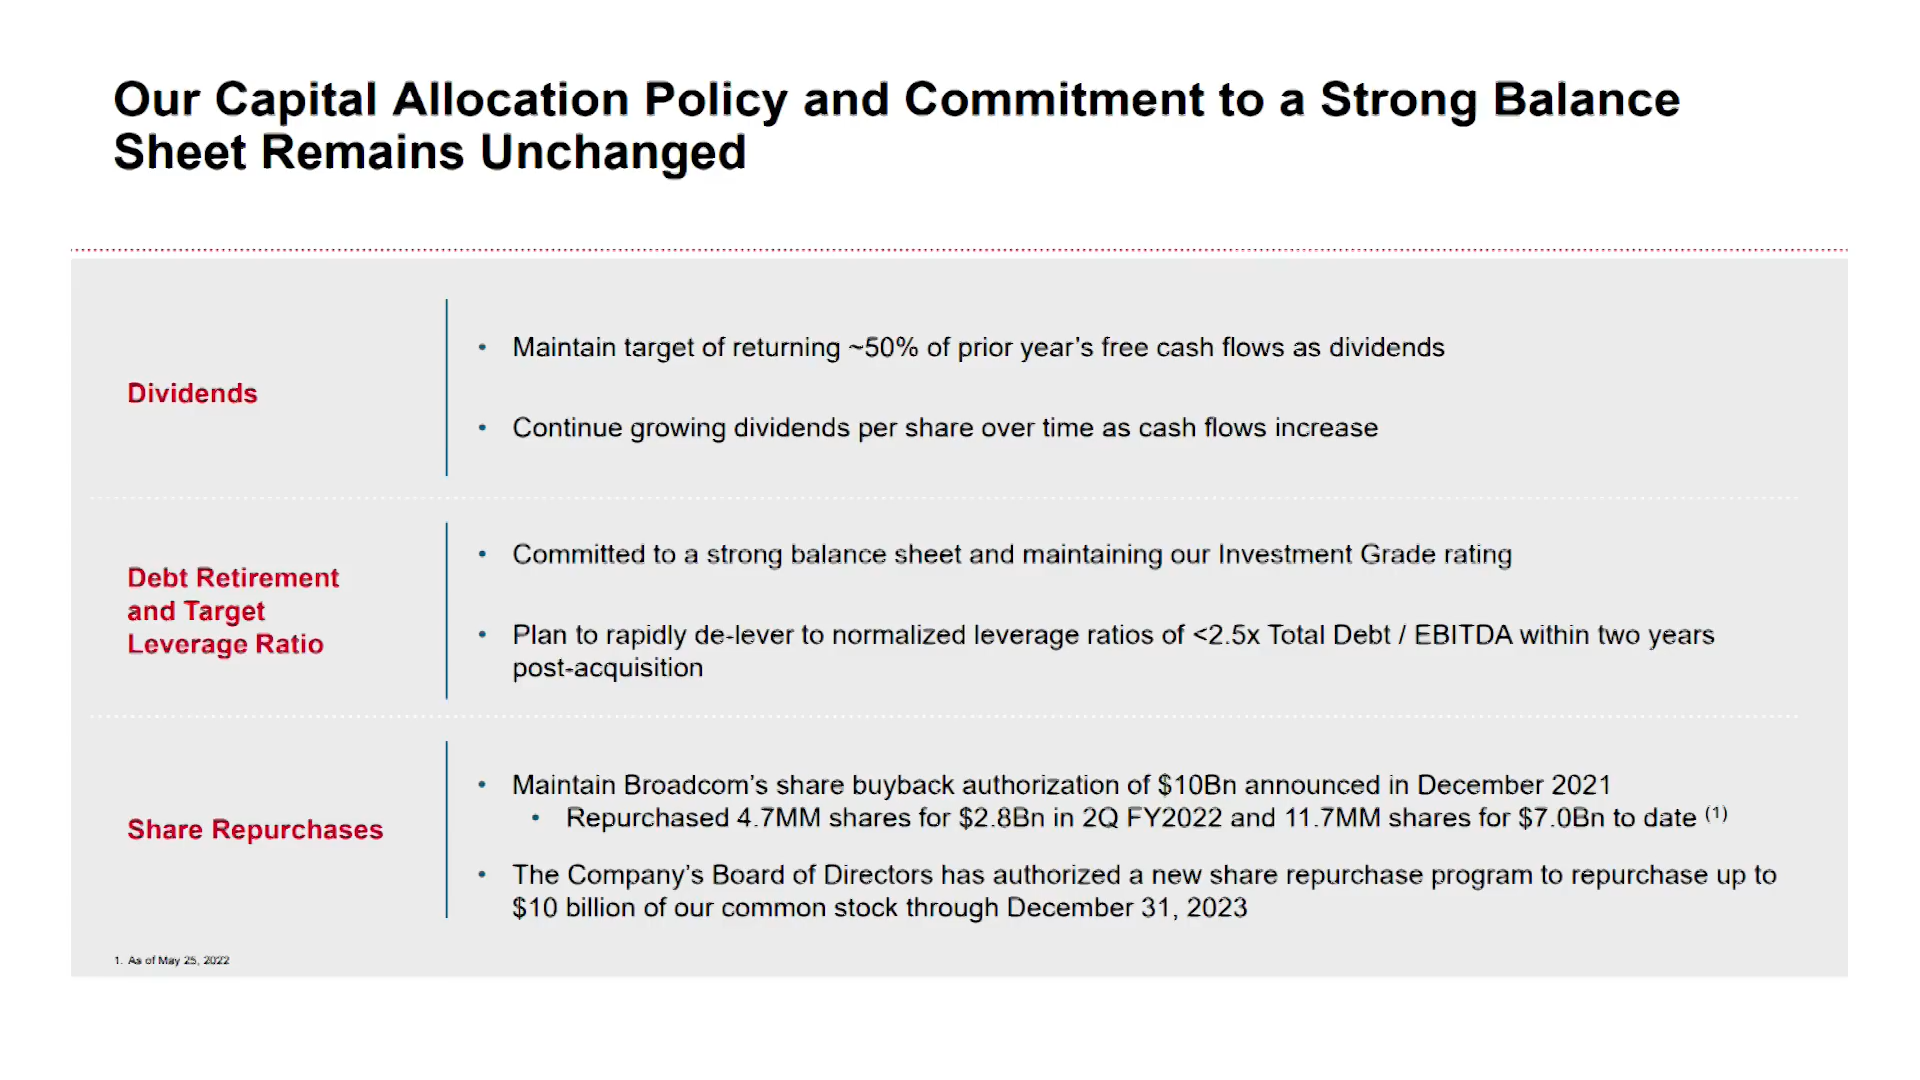 Our Capital Allocation Policy and Commitment to a Strong Balance
Sheet Remains Unchanged
Dividends
• Maintain target of returning ~50% of prior year’s free cash flows as dividends
• Continue growing dividends per share over time as cash flows increase
Debt Retirement
and Target
Leverage Ratio
• Committed to a strong balance sheet and maintaining our Investment Grade rating
• Plan to rapidly de-lever to normalized leverage ratios of <2.5x Total Debt / EBITDA within two years
post-acquisition
Share Repurchases
• Maintain Broadcom’s share buyback authorization of $10Bn announced in December 2021
• Repurchased 4.7MM shares for $2.8Bn in 2Q FY2022 and 11.7MM shares for $7.0Bn to date (1)
• The Company’s Board of Directors has authorized a new share repurchase program to repurchase up to
$10 billion of our common stock through December 31, 2023
1. As of May 25, 2022